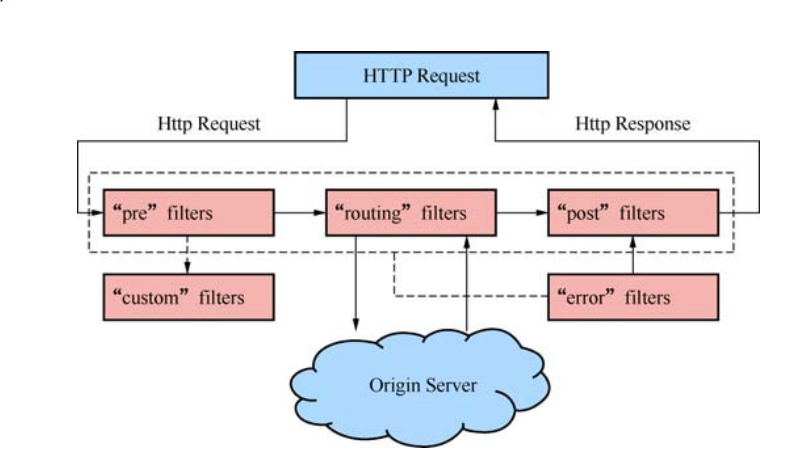 HTTP Request
Http Request
Http Response
“pre” filters
“routing” filters
“post” filters
“custom” filters
“error” filters
Origin Server